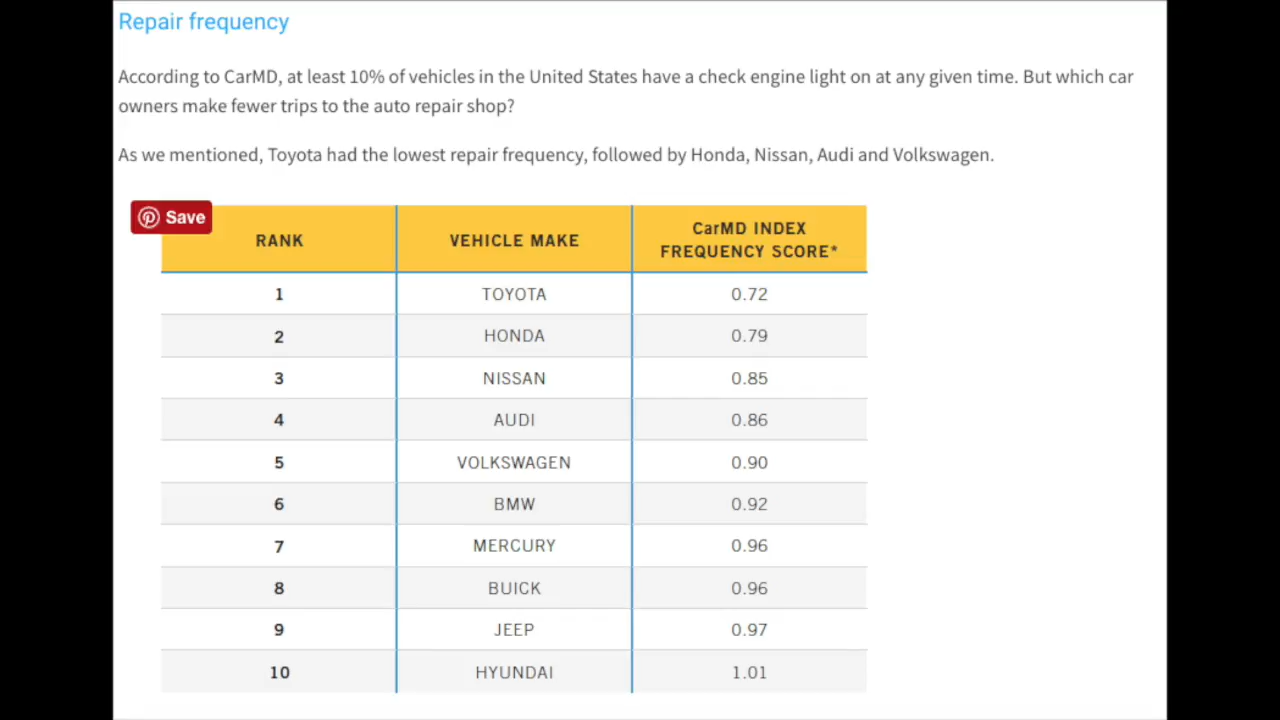 Repair frequency
According to CarMD, at least 10% of vehicles in the United States have a check engine light on at any given time. But which car
owners make fewer trips to the auto repair shop?
As we mentioned, Toyota had the lowest repair frequency, followed by Honda, Nissan, Audi and Volkswagen.
Save
RANK VEHICLE MAKE CarMD INDEX
FREQUENCY SCORE*
1 TOYOTA 0.72
2 HONDA 0.79
3 NISSAN 0.85
4 AUDI 0.86
5 VOLKSWAGEN 0.90
6 BMW 0.92
7 MERCURY 0.96
8 BUICK 0.96
9 JEEP 0.97
10 HYUNDAI 1.01